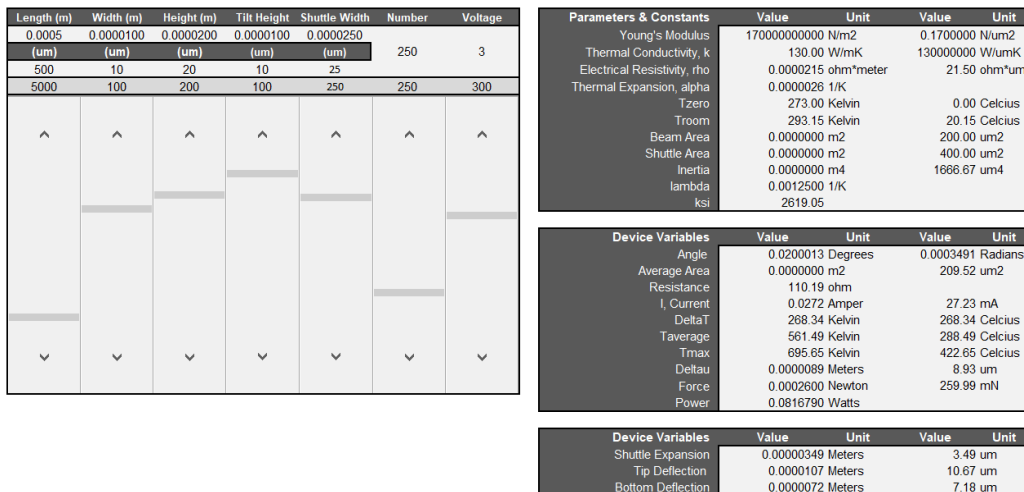 Length (m) Width (m) Height (m) Tilt Height Shuttle Width Number Voltage
0.0005 0.0000100 0.0000200 0.0000100 0.0000250
(um) (um) (um) (um) (um) 250 3
500 10 20 10 25
5000 100 200 100 250 250 300
Parameters & Constants Value Unit Value Unit
Young's Modulus 170000000000 N/m2 0.1700000 N/um2
Thermal Conductivity, k 130.00 W/mK 130000000 W/umK
Electrical Resistivity, rho 0.0000215 ohm*meter 21.50 ohm*um
Thermal Expansion, alpha 0.0000026 1/K
Tzero 273.00 Kelvin 0.00 Celcius
Troom 293.15 Kelvin 20.15 Celcius
Beam Area 0.0000000 m2 200.00 um2
Shuttle Area 0.0000000 m2 400.00 um2
Inertia 0.0000000 m4 1666.67 um4
lambda 0.0012500 1/K
ksi 2619.05
Device Variables Value Unit Value Unit
Angle 0.0200013 Degrees 0.0003491 Radians
Average Area 0.0000000 m2 209.52 um2
Resistance 110.19 ohm
I, Current 0.0272 Amper 27.23 mA
DeltaT 268.34 Kelvin 268.34 Celcius
Taverage 561.49 Kelvin 288.49 Celcius
Tmax 695.65 Kelvin 422.65 Celcius
Deltau 0.0000089 Meters 8.93 um
Force 0.0002600 Newton 259.99 mN
Power 0.0816790 Watts
Device Variables Value Unit Value Unit
Shuttle Expansion 0.00000349 Meters 3.49 um
Tip Deflection 0.0000107 Meters 10.67 um
Bottom Deflection 0.0000072 Meters 7.18 um